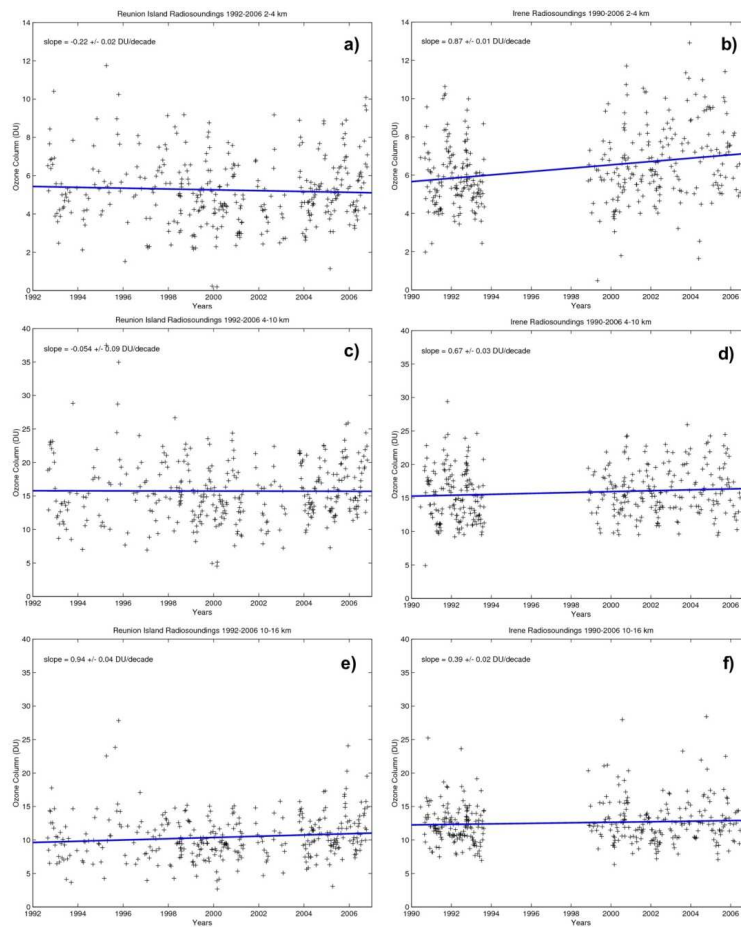 Reunion Island Radiosoundings 1992-2006 2-4 km
slope = -0.22 +/- 0.02 DU/decade
a)
Ozone Column (DU)
14
12
10
8
6
4
2
0
1992 1994 1996 1998 2000 2002 2004 2006
Years
Irene Radiosoundings 1990-2006 2-4 km
slope = 0.87 +/- 0.01 DU/decade
b)
Ozone Column (DU)
14
12
10
8
6
4
2
0
1990 1992 1994 1996 1998 2000 2002 2004 2006
Years
Reunion Island Radiosoundings 1992-2006 4-10 km
slope = -0.054 +/- 0.09 DU/decade
c)
Ozone Column (DU)
40
35
30
25
20
15
10
5
0
1992 1994 1996 1998 2000 2002 2004 2006
Years
Irene Radiosoundings 1990-2006 4-10 km
slope = 0.67 +/- 0.03 DU/decade
d)
Ozone Column (DU)
40
35
30
25
20
15
10
5
0
1990 1992 1994 1996 1998 2000 2002 2004 2006
Years
Reunion Island Radiosoundings 1992-2006 10-16 km
slope = 0.94 +/- 0.04 DU/decade
e)
Ozone Column (DU)
40
35
30
25
20
15
10
5
0
1992 1994 1996 1998 2000 2002 2004 2006
Years
Irene Radiosoundings 1990-2006 10-16 km
slope = 0.39 +/- 0.02 DU/decade
f)
Ozone Column (DU)
40
35
30
25
20
15
10
5
0
1990 1992 1994 1996 1998 2000 2002 2004 2006
Years